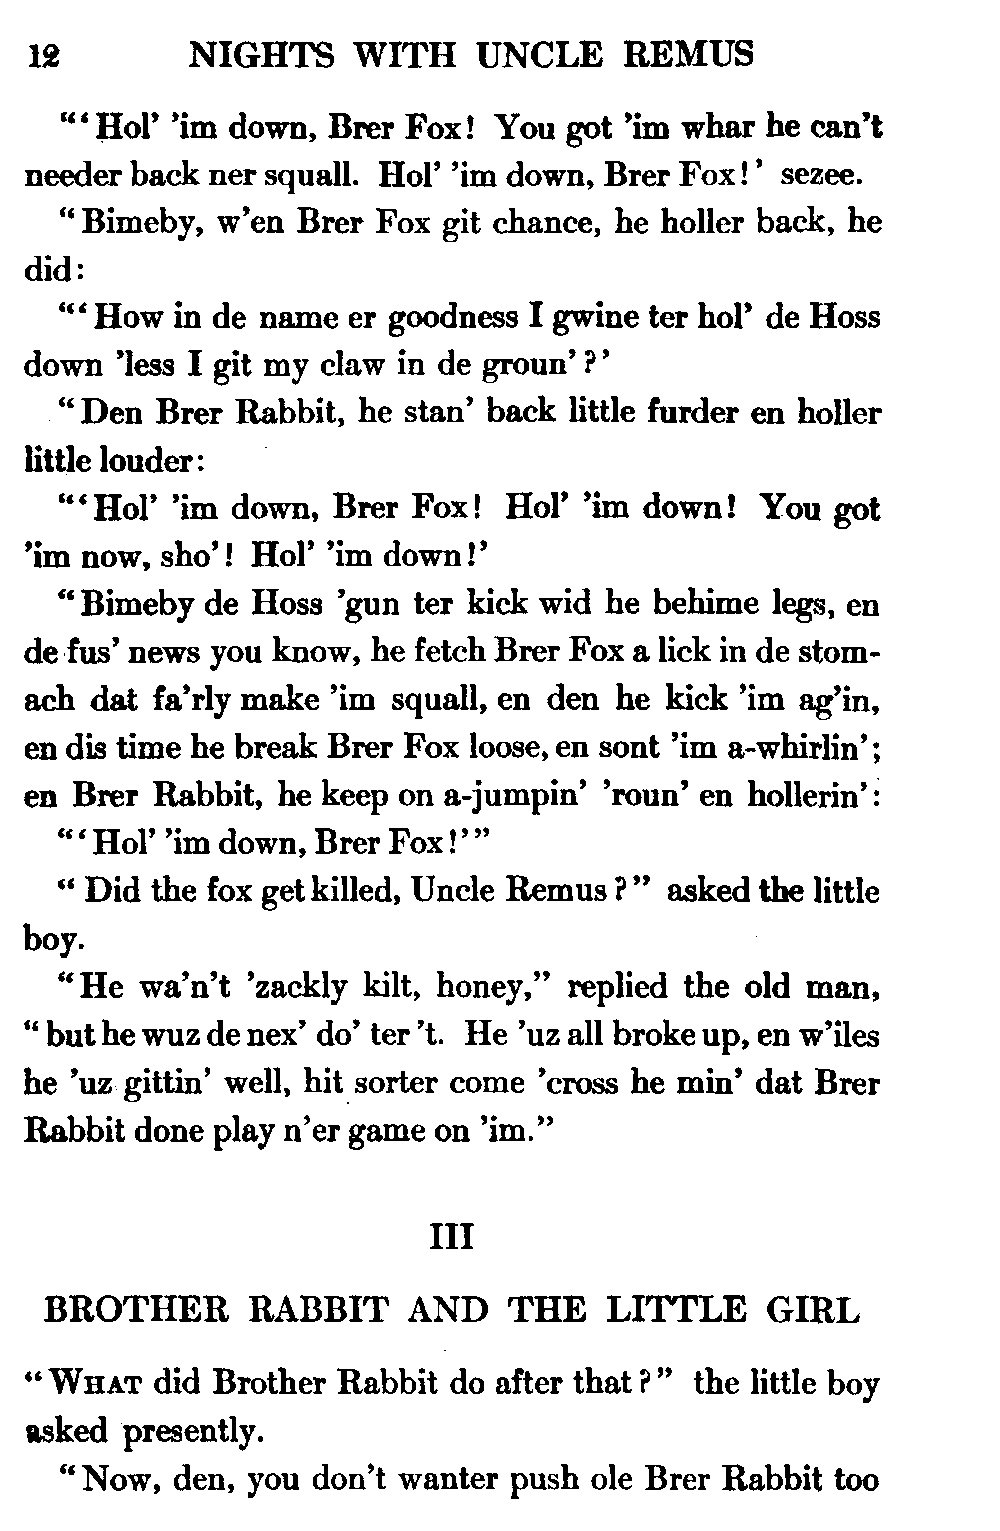 12 NIGHTS WITH UNCLE REMUS
"'Hol' 'im down, Brer Fox! You got 'im whar he can't
needer back ner squall. Hol' 'im down, Brer Fox!' sezee.
"Bimeby, w'en Brer Fox git chance, he holler back, he
did:
"'How in de name er goodness I gwine ter hol' de Hoss
down 'less I git my claw in de groun'?'
"Den Brer Rabbit, he stan' back little furder en holler
little louder:
"'Hol' 'im down, Brer Fox! Hol' 'im down! You got
'im now, sho'! Hol' 'im down!'
"Bimeby de Hoss 'gun ter kick wid he behime legs, en
de fus' news you know, he fetch Brer Fox a lick in de stom-
ach dat fa'rly make 'im squall, en den he kick 'im ag'in,
en dis time he break Brer Fox loose, en sont 'im a-whirlin';
en Brer Rabbit, he keep on a-jumpin' 'roun' en hollerin':
"'Hol' 'im down, Brer Fox!'"
"Did the fox get killed, Uncle Remus?" asked the little
boy.
"He wa'n't 'zackly kilt, honey," replied the old man,
"but he wuz de nex' do' ter 't. He 'uz all broke up, en w'iles
he 'uz gittin' well, hit sorter come 'cross he min' dat Brer
Rabbit done play n'er game on 'im."
III
BROTHER RABBIT AND THE LITTLE GIRL
"WHAT did Brother Rabbit do after that?" the little boy
asked presently.
"Now, den, you don't wanter push ole Brer Rabbit too